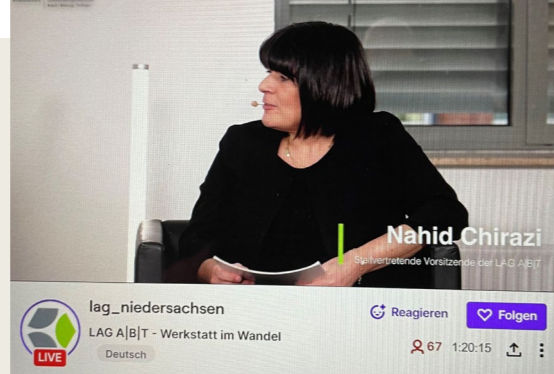 Nahid Chirazi
Stellvertretende Vorsitzende der LAG A|B|T
lag_niedersachsen
Reagieren
Folgen
LAG A|B|T - Werkstatt im Wandel
Deutsch
67
1:20:15
LIVE